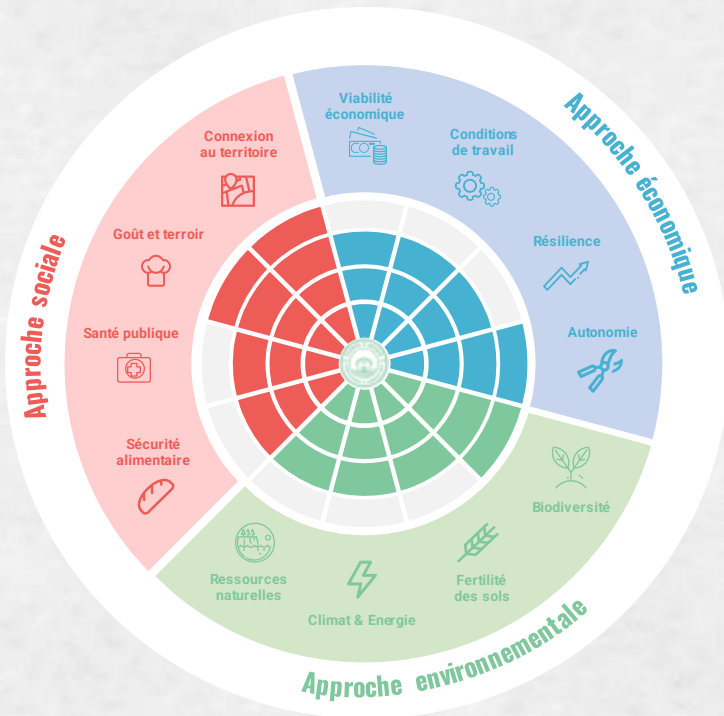 Approche économique
Viabilité
économique
Conditions
de travail
Résilience
Autonomie
Approche environnementale
Biodiversité
Fertilité
des sols
Climat & Energie
Ressources
naturelles
Approche sociale
Sécurité
alimentaire
Santé publique
Goût et terroir
Connexion
au territoire